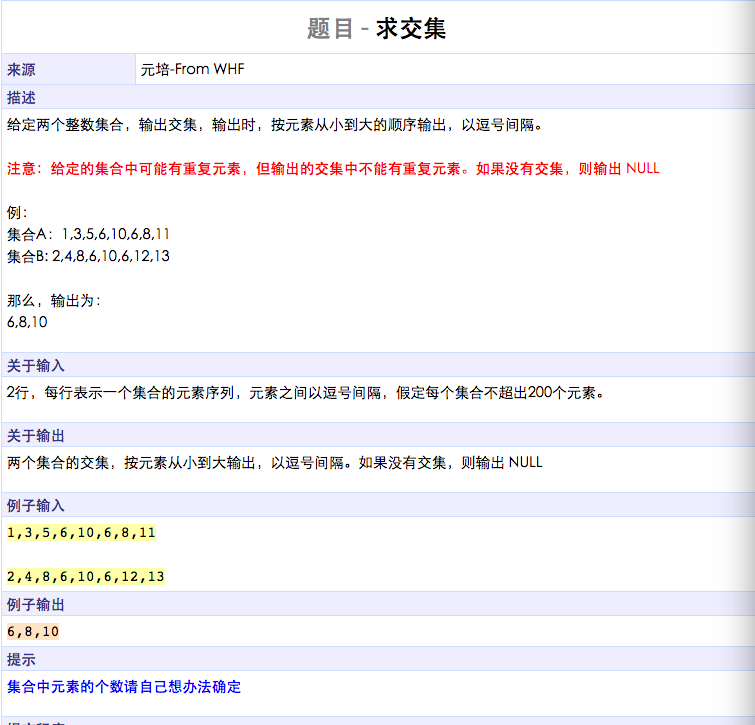 题目 - 求交集
来源 元培-From WHF
描述
给定两个整数集合，输出交集，输出时，按元素从小到大的顺序输出，以逗号间隔。
注意：给定的集合中可能有重复元素，但输出的交集中不能有重复元素。如果没有交集，则输出 NULL
例：
集合A：1,3,5,6,10,6,8,11
集合B: 2,4,8,6,10,6,12,13
那么，输出为：
6,8,10
关于输入
2行，每行表示一个集合的元素序列，元素之间以逗号间隔，假定每个集合不超出200个元素。
关于输出
两个集合的交集，按元素从小到大输出，以逗号间隔。如果没有交集，则输出 NULL
例子输入
1,3,5,6,10,6,8,11
2,4,8,6,10,6,12,13
例子输出
6,8,10
提示
集合中元素的个数请自己想办法确定